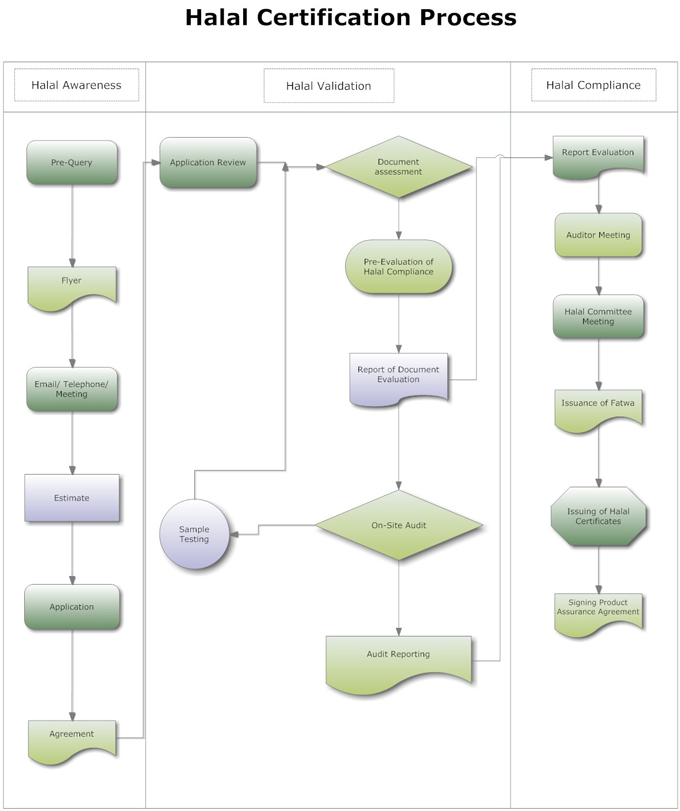 Halal Certification Process
Halal Awareness
Halal Validation
Halal Compliance
Pre-Query
Flyer
Email/ Telephone/
Meeting
Estimate
Application
Agreement
Application Review
Document
assessment
Pre-Evaluation of
Halal Compliance
Report of Document
Evaluation
On-Site Audit
Sample
Testing
Audit Reporting
Report Evaluation
Auditor Meeting
Halal Committee
Meeting
Issuance of Fatwa
Issuing of Halal
Certificates
Signing Product
Assurance Agreement